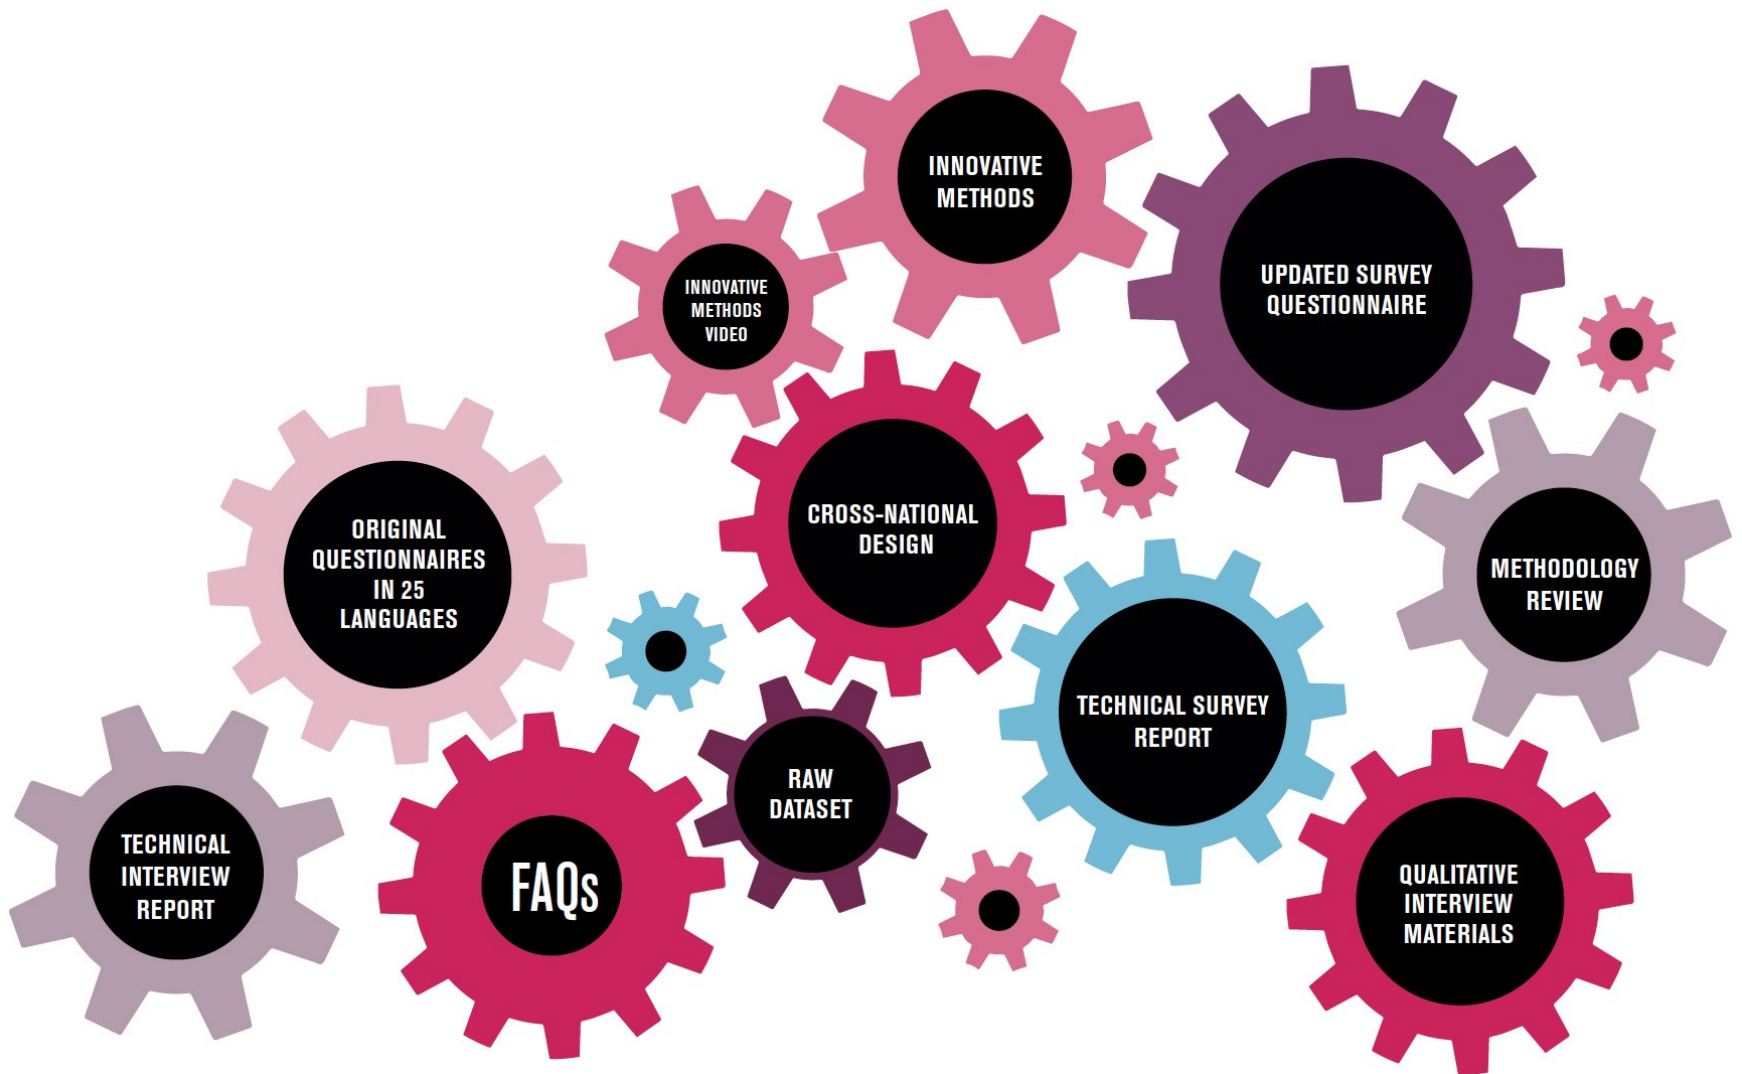 INNOVATIVE
METHODS
INNOVATIVE
METHODS
VIDEO
UPDATED SURVEY
QUESTIONNAIRE
ORIGINAL
QUESTIONNAIRES
IN 25
LANGUAGES
CROSS-NATIONAL
DESIGN
METHODOLOGY
REVIEW
TECHNICAL SURVEY
REPORT
RAW
DATASET
TECHNICAL
INTERVIEW
REPORT
FAQs
QUALITATIVE
INTERVIEW
MATERIALS